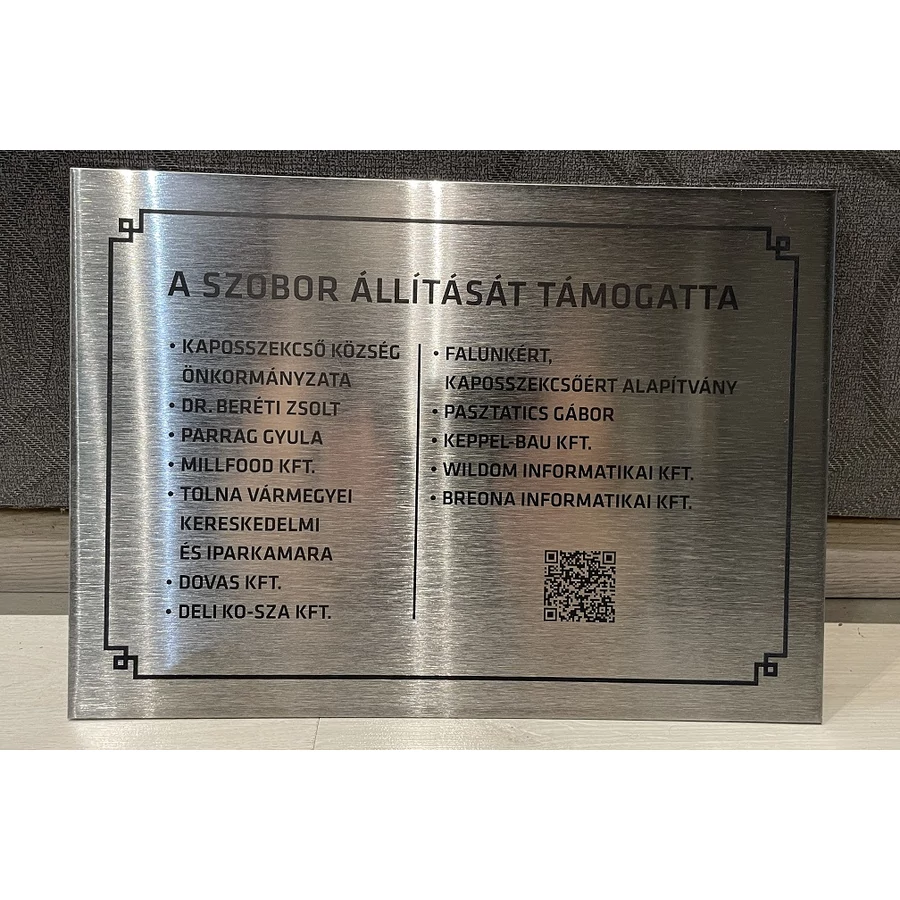 A SZOBOR ÁLLÍTÁSÁT TÁMOGATTA
• KAPOSSZEKCSŐ KÖZSÉG
ÖNKORMÁNYZATA
• DR. BERÉTI ZSOLT
• PARRAG GYULA
• MILLFOOD KFT.
• TOLNA VÁRMEGYEI
KERESKEDELMI
ÉS IPARKAMARA
• DOVAS KFT.
• DELI KO-SZA KFT.
• FALUNKÉRT,
KAPOSSZEKCSŐÉRT ALAPÍTVÁNY
• PASZTATICS GÁBOR
• KEPPEL-BAU KFT.
• WILDOM INFORMATIKAI KFT.
• BREONA INFORMATIKAI KFT.